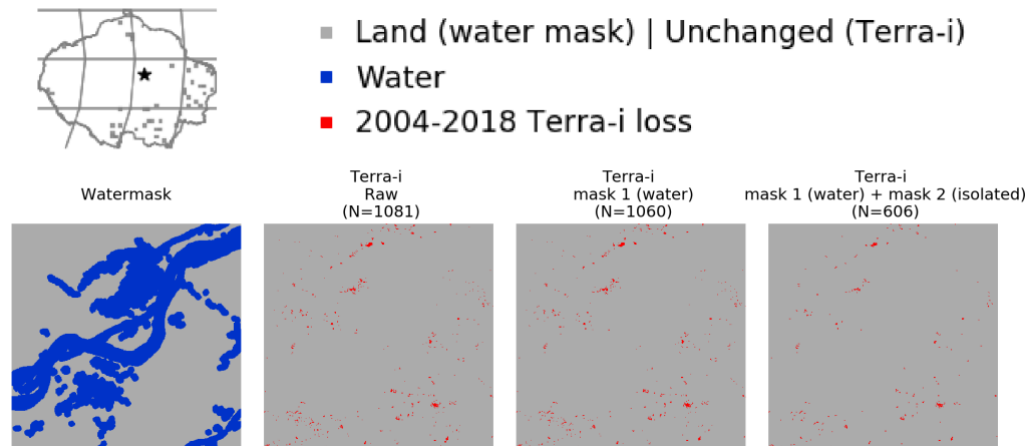 Land (water mask) | Unchanged (Terra-i)
Water
2004-2018 Terra-i loss
Watermask
Terra-i
Raw
(N=1081)
Terra-i
mask 1 (water)
(N=1060)
Terra-i
mask 1 (water) + mask 2 (isolated)
(N=606)